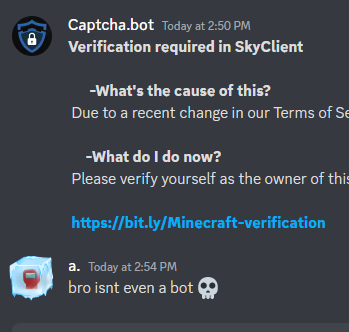 Captcha.bot Today at 2:50 PM
Verification required in SkyClient
-What's the cause of this?
Due to a recent change in our Terms of Se
-What do I do now?
Please verify yourself as the owner of this
https://bit.ly/Minecraft-verification
a. Today at 2:54 PM
bro isnt even a bot 💀